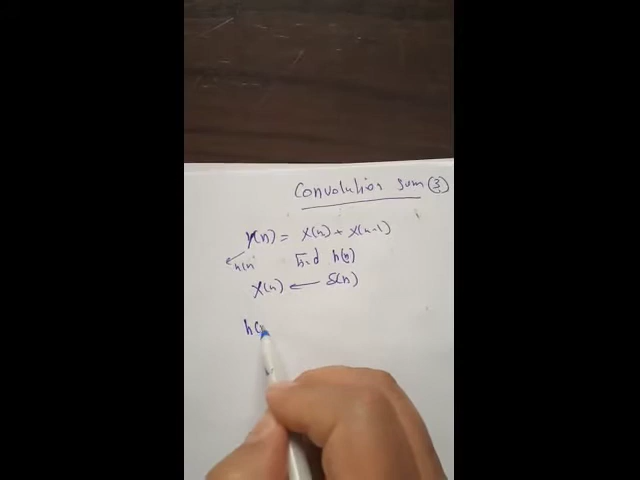 Convolution sum (3)
y(n) = x(n) + x(n-1)
h(n) Find h(n)
x(n) ← δ(n)
h(n